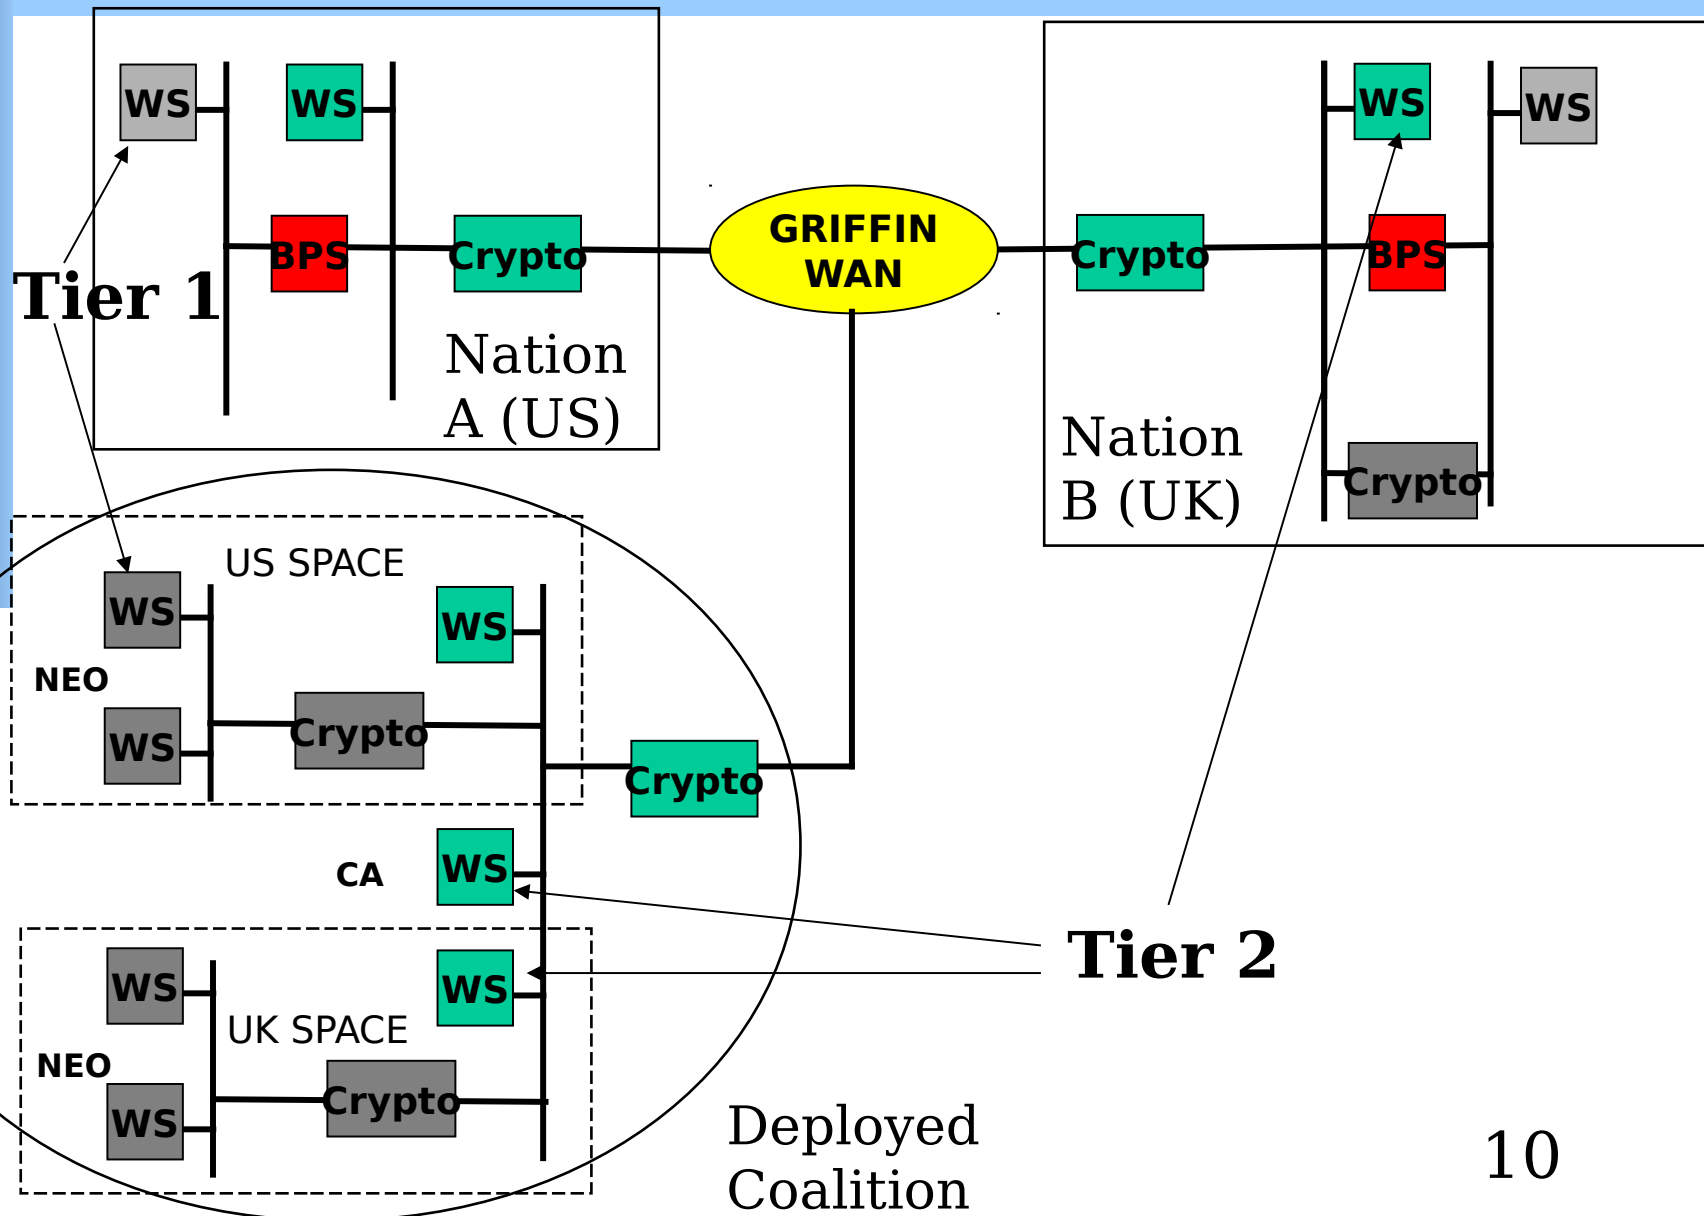 WS
WS
BPS
Crypto
Tier 1
Nation
A (US)
GRIFFIN
WAN
WS
WS
Crypto
BPS
Nation
B (UK)
Crypto
US SPACE
WS
WS
NEO
WS
Crypto
Crypto
CA
WS
Tier 2
WS
WS
UK SPACE
NEO
WS
Crypto
Deployed
Coalition
10